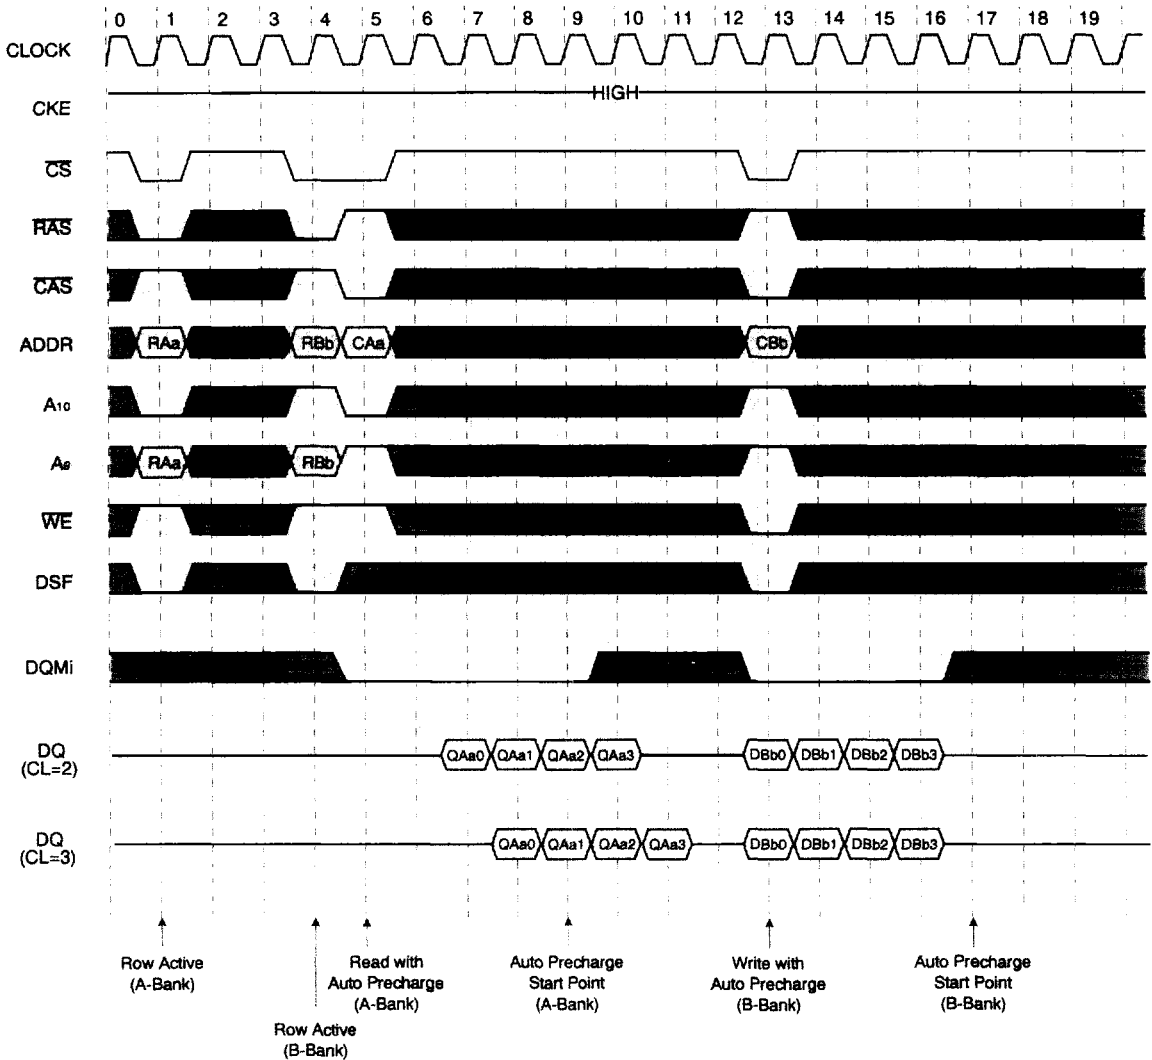 0 1 2 3 4 5 6 7 8 9 10 11 12 13 14 15 16 17 18 19
CLOCK
CKE HIGH
CS
RAS
CAS
ADDR RAa RBb CAa CBb
A10
A9 RAa RBb
WE
DSF
DQMi
DQ
(CL=2)
QAa0 QAa1 QAa2 QAa3 DBb0 DBb1 DBb2 DBb3
DQ
(CL=3)
QAa0 QAa1 QAa2 QAa3 DBb0 DBb1 DBb2 DBb3
Row Active
(A-Bank)
Row Active
(B-Bank)
Read with
Auto Precharge
(A-Bank)
Auto Precharge
Start Point
(A-Bank)
Write with
Auto Precharge
(B-Bank)
Auto Precharge
Start Point
(B-Bank)